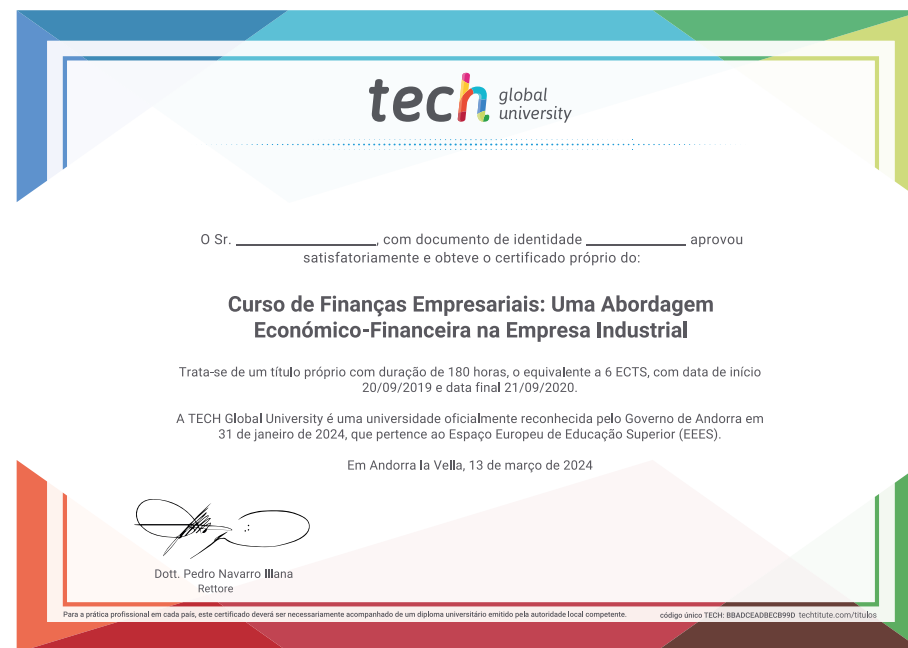 tech global university
O Sr. ____________________, com documento de identidade ______________ aprovou
satisfatoriamente e obteve o certificado próprio do:
Curso de Finanças Empresariais: Uma Abordagem
Económico-Financeira na Empresa Industrial
Trata-se de um título próprio com duração de 180 horas, o equivalente a 6 ECTS, com data de início
20/09/2019 e data final 21/09/2020.
A TECH Global University é uma universidade oficialmente reconhecida pelo Governo de Andorra em
31 de janeiro de 2024, que pertence ao Espaço Europeu de Educação Superior (EEES).
Em Andorra la Vella, 13 de março de 2024
Dott. Pedro Navarro Illana
Rettore
Para a prática profissional em cada país, este certificado deverá ser necessariamente acompanhado de um diploma universitário emitido pela autoridade local competente. código único TECH: BBADCEADBECB99D techtitute.com/titulos